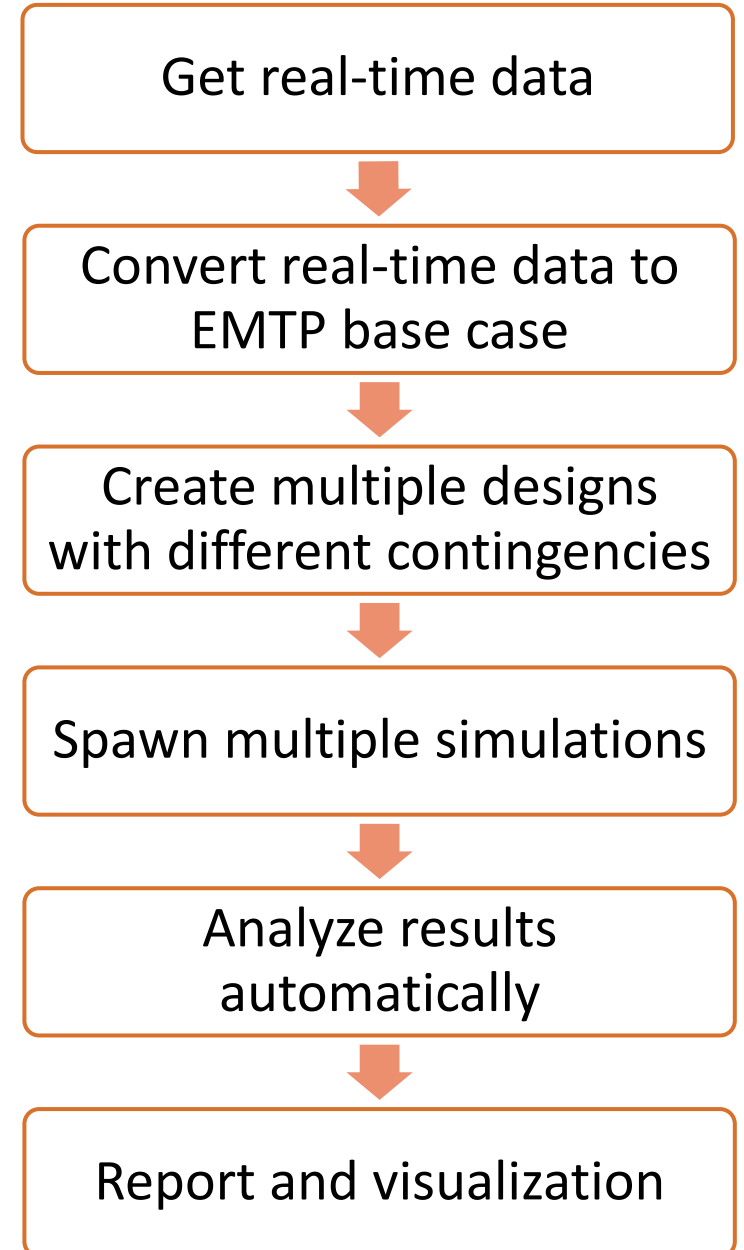 Get real-time data
Convert real-time data to
EMTP base case
Create multiple designs
with different contingencies
Spawn multiple simulations
Analyze results
automatically
Report and visualization